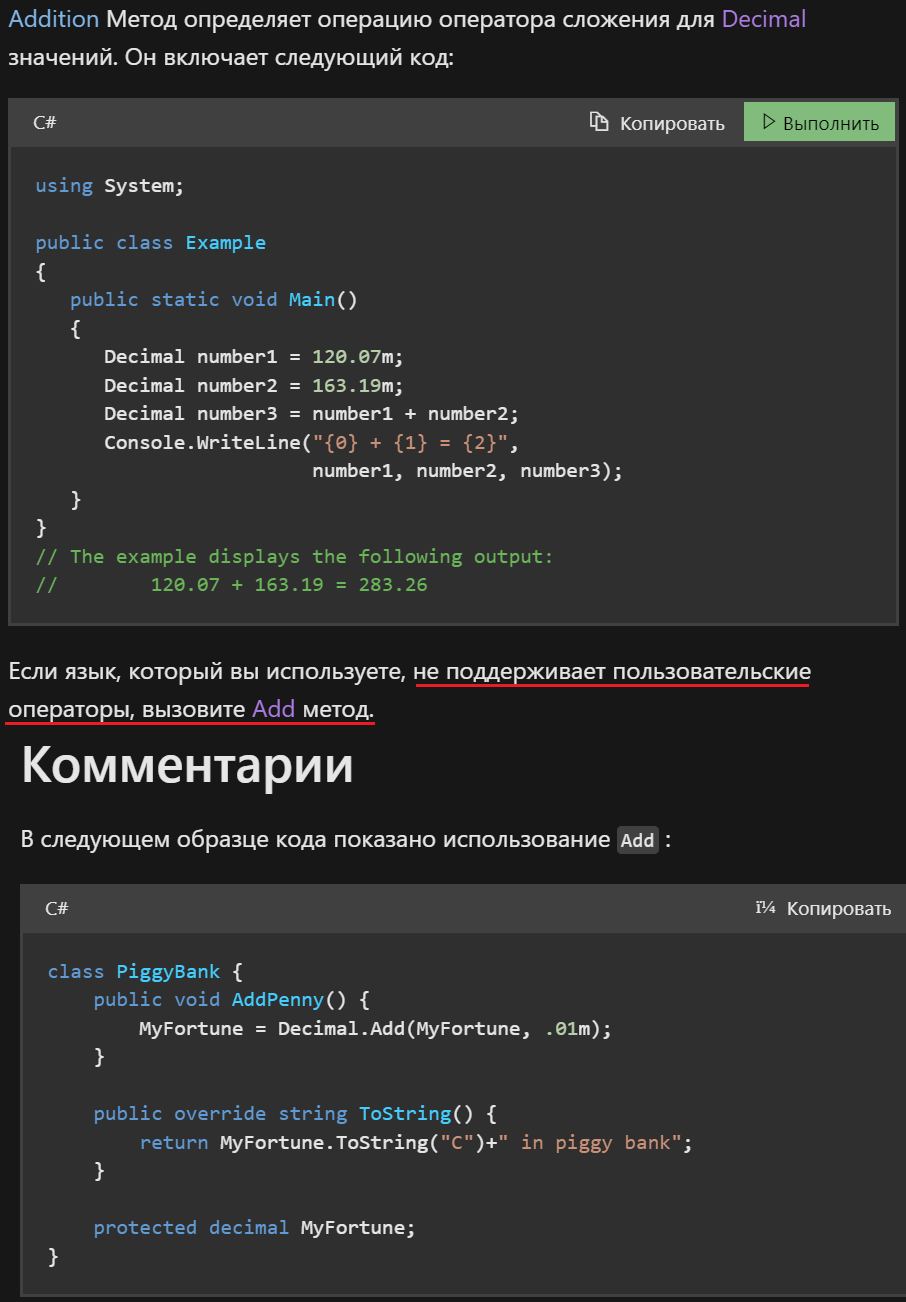 Addition Метод определяет операцию оператора сложения для Decimal
значений. Он включает следующий код:
C# Копировать Выполнить
using System;
public class Example
{
   public static void Main()
   {
      Decimal number1 = 120.07m;
      Decimal number2 = 163.19m;
      Decimal number3 = number1 + number2;
      Console.WriteLine("{0} + {1} = {2}",
                        number1, number2, number3);
   }
}
// The example displays the following output:
//        120.07 + 163.19 = 283.26
Если язык, который вы используете, не поддерживает пользовательские
операторы, вызовите Add метод.
Комментарии
В следующем образце кода показано использование Add :
C# ï¼ Копировать
class PiggyBank {
    public void AddPenny() {
        MyFortune = Decimal.Add(MyFortune, .01m);
    }
    public override string ToString() {
        return MyFortune.ToString("C")+" in piggy bank";
    }
    protected decimal MyFortune;
}